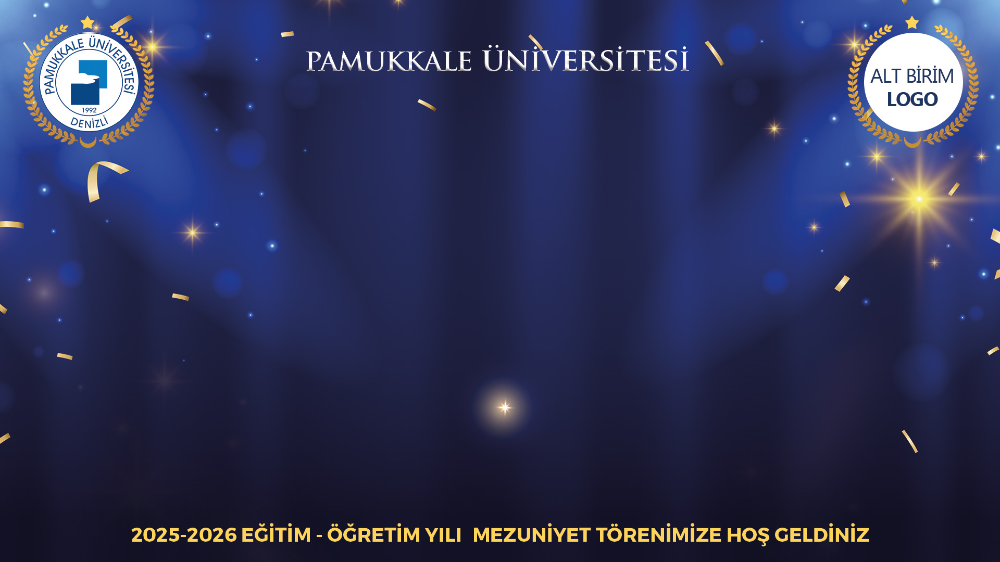 PAMUKKALE ÜNİVERSİTESİ
1992
DENİZLİ
PAMUKKALE ÜNİVERSİTESİ
ALT BİRİM
LOGO
2025-2026 EĞİTİM - ÖĞRETİM YILI  MEZUNİYET TÖRENİMİZE HOŞ GELDİNİZ